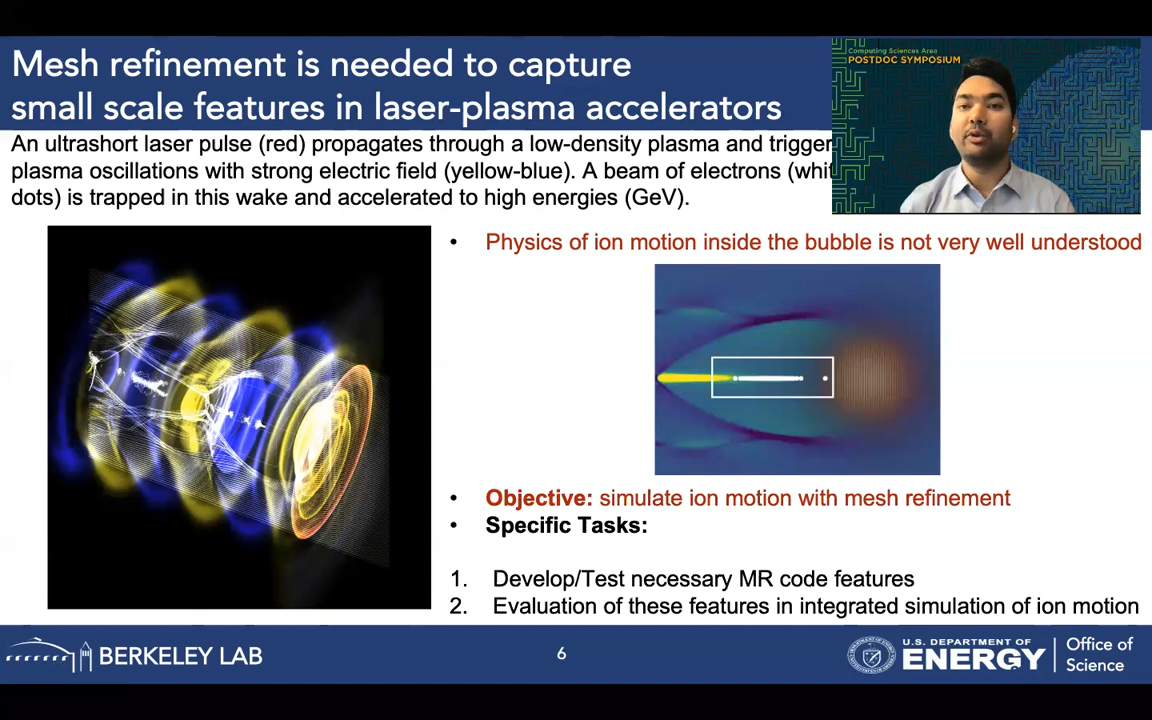 Mesh refinement is needed to capture
small scale features in laser-plasma accelerators
Computing Sciences Area
POSTDOC SYMPOSIUM
An ultrashort laser pulse (red) propagates through a low-density plasma and trigger
plasma oscillations with strong electric field (yellow-blue). A beam of electrons (whit
dots) is trapped in this wake and accelerated to high energies (GeV).
• Physics of ion motion inside the bubble is not very well understood
• Objective: simulate ion motion with mesh refinement
• Specific Tasks:
1. Develop/Test necessary MR code features
2. Evaluation of these features in integrated simulation of ion motion
BERKELEY LAB
6
U.S. DEPARTMENT OF
ENERGY
Office of
Science